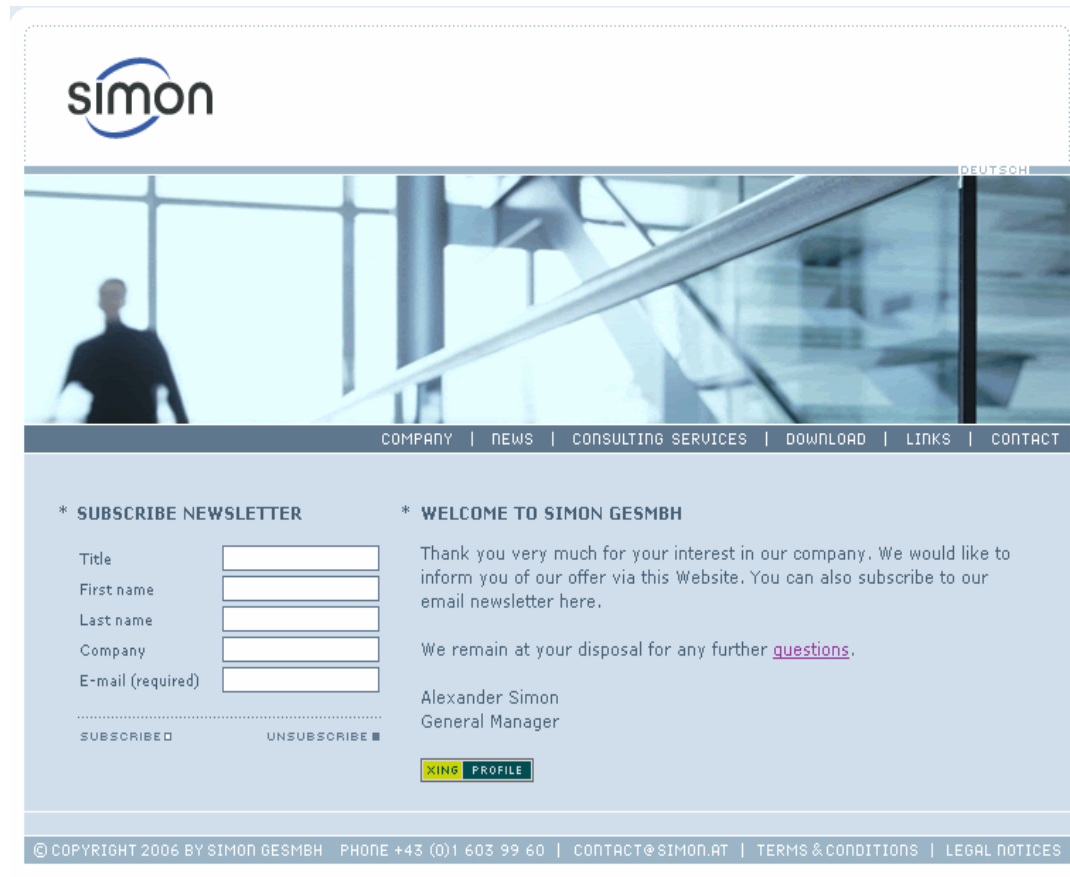 simon
DEUTSCH
COMPANY | NEWS | CONSULTING SERVICES | DOWNLOAD | LINKS | CONTACT
* SUBSCRIBE NEWSLETTER
Title
First name
Last name
Company
E-mail (required)
SUBSCRIBE UNSUBSCRIBE
* WELCOME TO SIMON GESMBH
Thank you very much for your interest in our company. We would like to
inform you of our offer via this Website. You can also subscribe to our
email newsletter here.
We remain at your disposal for any further questions.
Alexander Simon
General Manager
XING PROFILE
© COPYRIGHT 2006 BY SIMON GESMBH PHONE +43 (0)1 603 99 60 | CONTACT@SIMON.AT | TERMS & CONDITIONS | LEGAL NOTICES